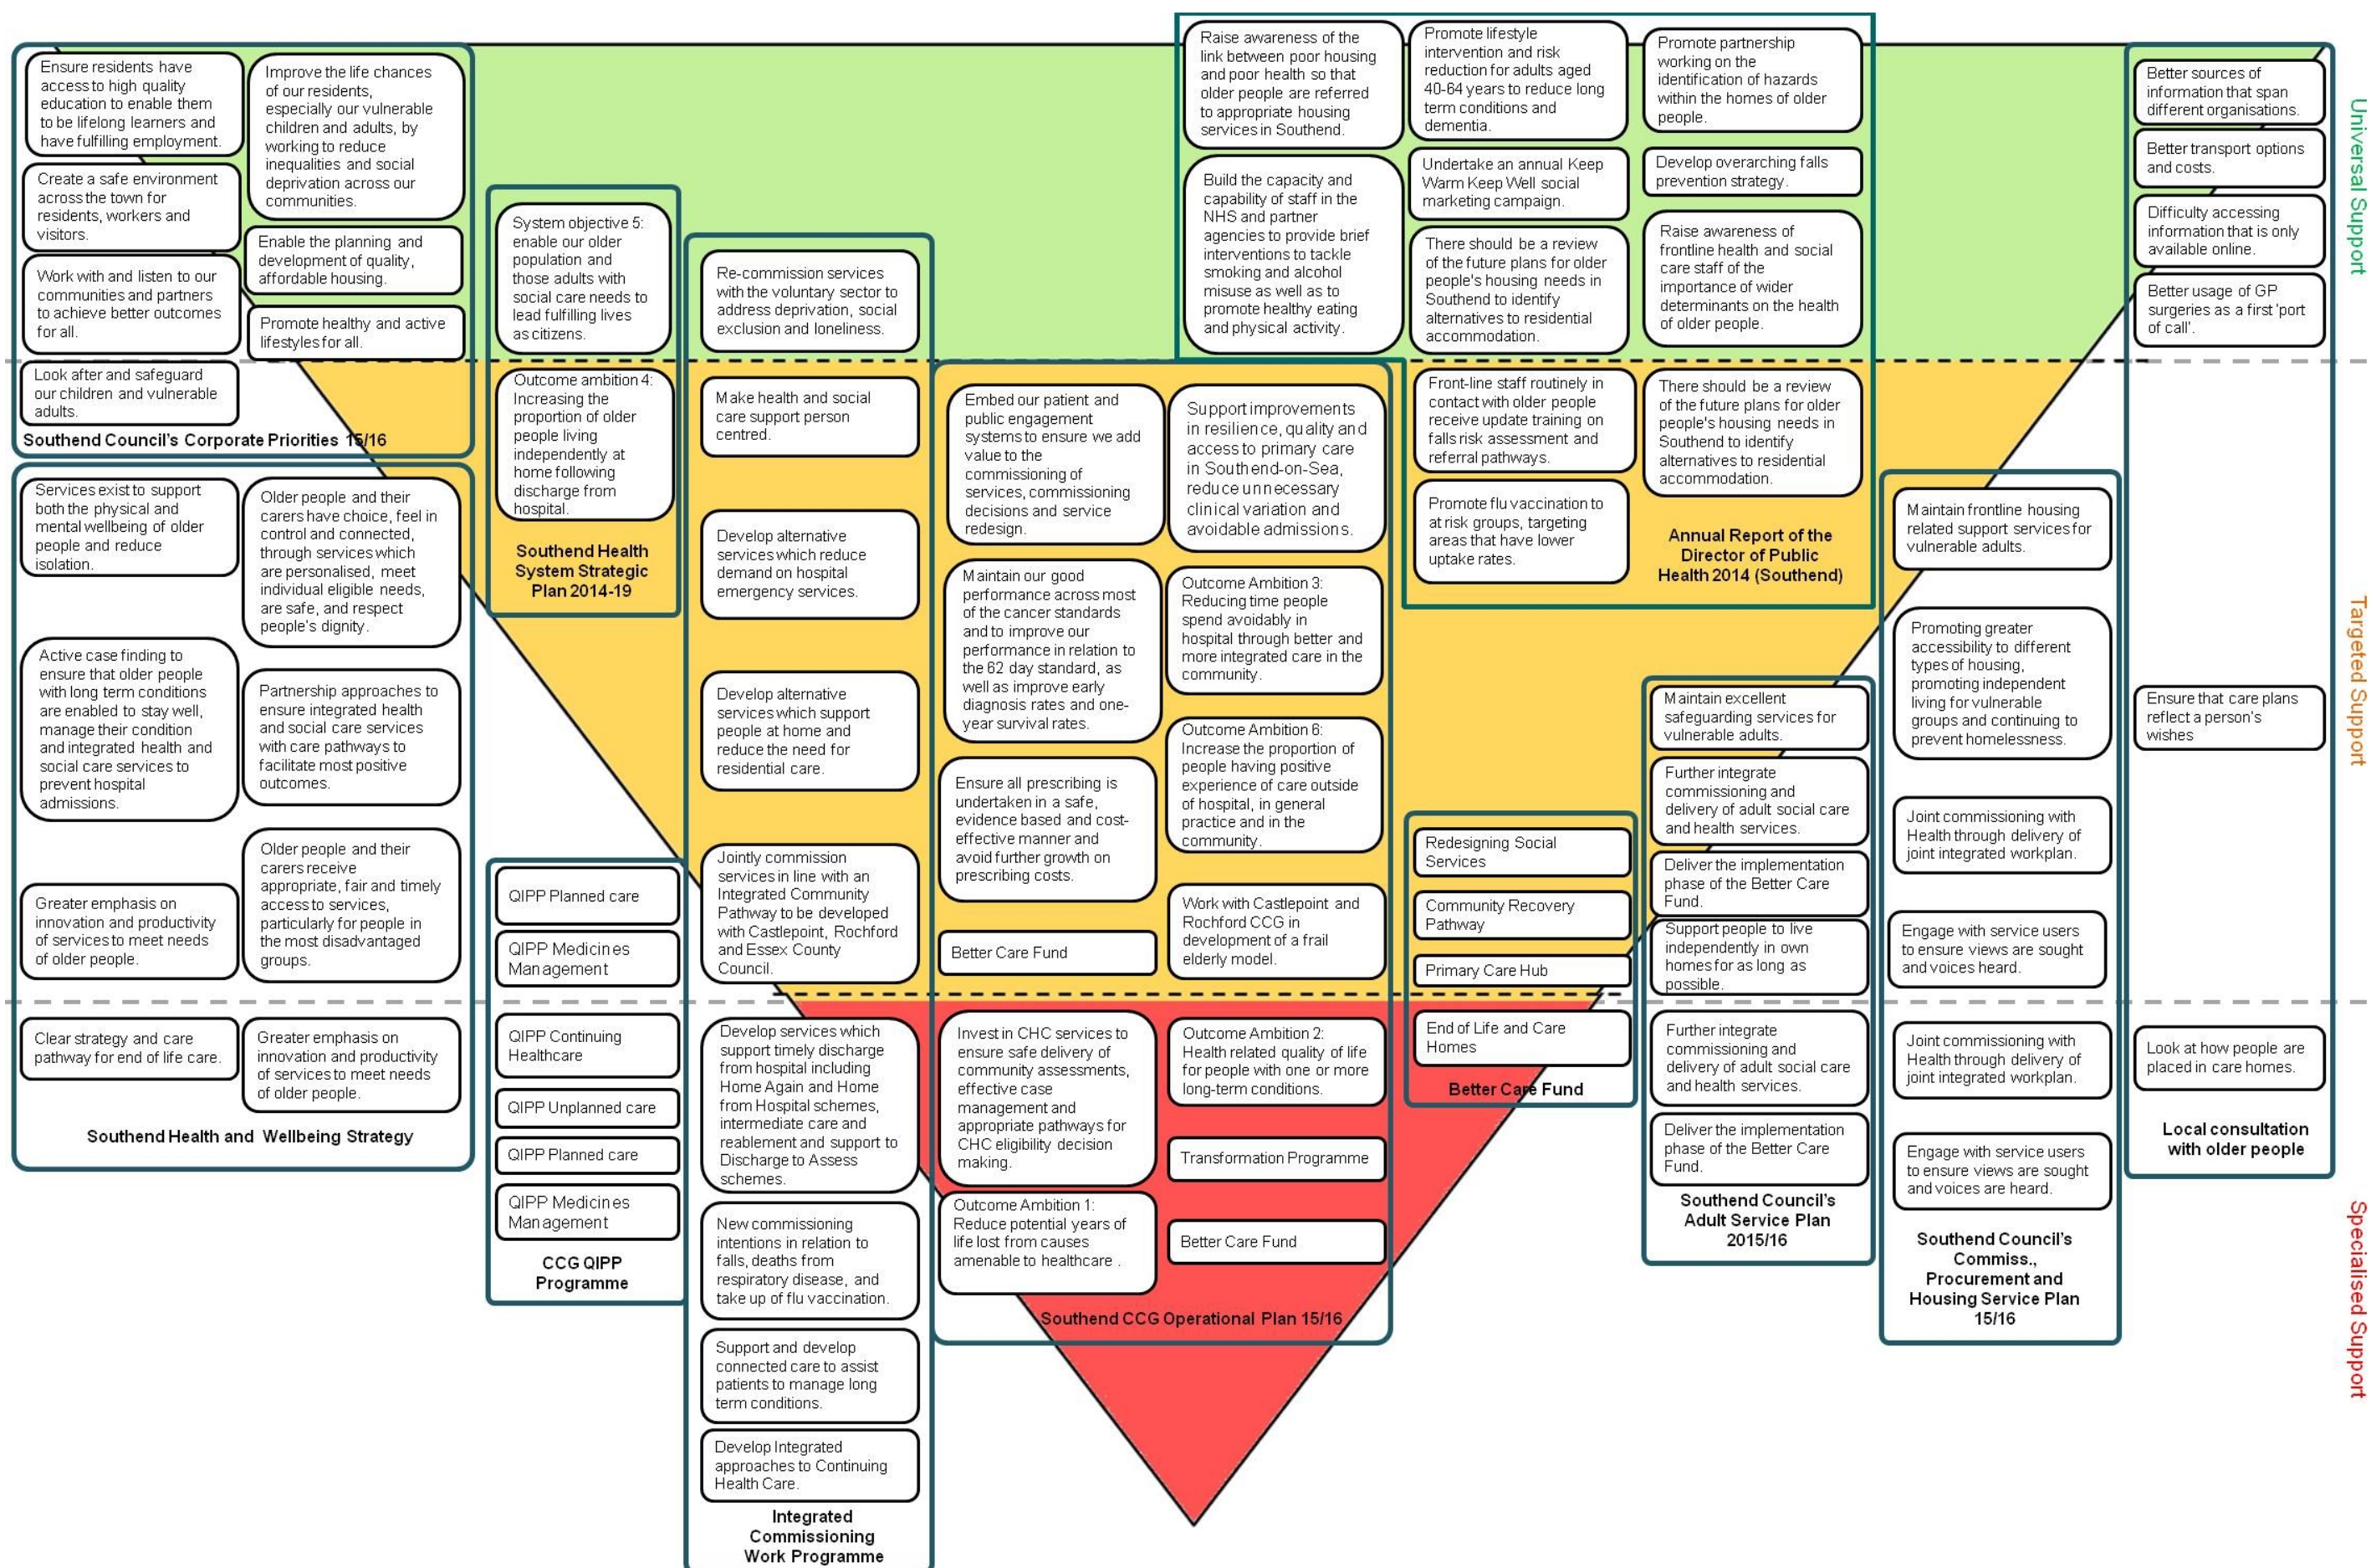 Ensure residents have
access to high quality
education to enable them
to be lifelong learners and
have fulfilling employment.
Create a safe environment
across the town for
residents, workers and
visitors.
Work with and listen to our
communities and partners
to achieve better outcomes
for all.
Look after and safeguard
our children and vulnerable
adults.
Improve the life chances
of our residents,
especially our vulnerable
children and adults, by
working to reduce
inequalities and social
deprivation across our
communities.
Enable the planning and
development of quality,
affordable housing.
Promote healthy and active
lifestyles for all.
Southend Council's Corporate Priorities 15/16
Services exist to support
both the physical and
mental wellbeing of older
people and reduce
isolation.
Active case finding to
ensure that older people
with long term conditions
are enabled to stay well,
manage their condition
and integrated health and
social care services to
prevent hospital
admissions.
Greater emphasis on
innovation and productivity
of services to meet needs
of older people.
Clear strategy and care
pathway for end of life care.
Older people and their
carers have choice, feel in
control and connected,
through services which
are personalised, meet
individual eligible needs,
are safe, and respect
people's dignity.
Partnership approaches to
ensure integrated health
and social care services
with care pathways to
facilitate most positive
outcomes.
Older people and their
carers receive
appropriate, fair and timely
access to services,
particularly for people in
the most disadvantaged
groups.
Greater emphasis on
innovation and productivity
of services to meet needs
of older people.
Southend Health and Wellbeing Strategy
System objective 5:
enable our older
population and
those adults with
social care needs to
lead fulfilling lives
as citizens.
Outcome ambition 4:
Increasing the
proportion of older
people living
independently at
home following
discharge from
hospital.
Southend Health
System Strategic
Plan 2014-19
QIPP Planned care
QIPP Medicines
Management
QIPP Continuing
Healthcare
QIPP Unplanned care
QIPP Planned care
QIPP Medicines
Management
CCG QIPP
Programme
Re-commission services
with the voluntary sector to
address deprivation, social
exclusion and loneliness.
Make health and social
care support person
centred.
Develop alternative
services which reduce
demand on hospital
emergency services.
Develop alternative
services which support
people at home and
reduce the need for
residential care.
Jointly commission
services in line with an
Integrated Community
Pathway to be developed
with Castlepoint, Rochford
and Essex County
Council.
Develop services which
support timely discharge
from hospital including
Home Again and Home
from Hospital schemes,
intermediate care and
reablement and support to
Discharge to Assess
schemes.
New commissioning
intentions in relation to
falls, deaths from
respiratory disease, and
take up of flu vaccination.
Support and develop
connected care to assist
patients to manage long
term conditions.
Develop Integrated
approaches to Continuing
Health Care.
Integrated
Commissioning
Work Programme
Embed our patient and
public engagement
systems to ensure we add
value to the
commissioning of
services, commissioning
decisions and service
redesign.
Maintain our good
performance across most
of the cancer standards
and to improve our
performance in relation to
the 62 day standard, as
well as improve early
diagnosis rates and one-
year survival rates.
Ensure all prescribing is
undertaken in a safe,
evidence based and cost-
effective manner and
avoid further growth on
prescribing costs.
Better Care Fund
Invest in CHC services to
ensure safe delivery of
community assessments,
effective case
management and
appropriate pathways for
CHC eligibility decision
making.
Outcome Ambition 1:
Reduce potential years of
life lost from causes
amenable to healthcare .
Support improvements
in resilience, quality and
access to primary care
in Southend-on-Sea,
reduce unnecessary
clinical variation and
avoidable admissions.
Outcome Ambition 3:
Reducing time people
spend avoidably in
hospital through better and
more integrated care in the
community.
Outcome Ambition 6:
Increase the proportion of
people having positive
experience of care outside
of hospital, in general
practice and in the
community.
Work with Castlepoint and
Rochford CCG in
development of a frail
elderly model.
Outcome Ambition 2:
Health related quality of life
for people with one or more
long-term conditions.
Transformation Programme
Better Care Fund
Southend CCG Operational Plan 15/16
Raise awareness of the
link between poor housing
and poor health so that
older people are referred
to appropriate housing
services in Southend.
Build the capacity and
capability of staff in the
NHS and partner
agencies to provide brief
interventions to tackle
smoking and alcohol
misuse as well as to
promote healthy eating
and physical activity.
Promote lifestyle
intervention and risk
reduction for adults aged
40-64 years to reduce long
term conditions and
dementia.
Undertake an annual Keep
Warm Keep Well social
marketing campaign.
There should be a review
of the future plans for older
people's housing needs in
Southend to identify
alternatives to residential
accommodation.
Front-line staff routinely in
contact with older people
receive update training on
falls risk assessment and
referral pathways.
Promote flu vaccination to
at risk groups, targeting
areas that have lower
uptake rates.
Promote partnership
working on the
identification of hazards
within the homes of older
people.
Develop overarching falls
prevention strategy.
Raise awareness of
frontline health and social
care staff of the
importance of wider
determinants on the health
of older people.
There should be a review
of the future plans for older
people's housing needs in
Southend to identify
alternatives to residential
accommodation.
Annual Report of the
Director of Public
Health 2014 (Southend)
Redesigning Social
Services
Community Recovery
Pathway
Primary Care Hub
End of Life and Care
Homes
Better Care Fund
Maintain excellent
safeguarding services for
vulnerable adults.
Further integrate
commissioning and
delivery of adult social care
and health services.
Deliver the implementation
phase of the Better Care
Fund.
Support people to live
independently in own
homes for as long as
possible.
Further integrate
commissioning and
delivery of adult social care
and health services.
Deliver the implementation
phase of the Better Care
Fund.
Southend Council's
Adult Service Plan
2015/16
Maintain frontline housing
related support services for
vulnerable adults.
Promoting greater
accessibility to different
types of housing,
promoting independent
living for vulnerable
groups and continuing to
prevent homelessness.
Joint commissioning with
Health through delivery of
joint integrated workplan.
Engage with service users
to ensure views are sought
and voices heard.
Joint commissioning with
Health through delivery of
joint integrated workplan.
Engage with service users
to ensure views are sought
and voices are heard.
Southend Council's
Commiss.,
Procurement and
Housing Service Plan
15/16
Better sources of
information that span
different organisations.
Better transport options
and costs.
Difficulty accessing
information that is only
available online.
Better usage of GP
surgeries as a first 'port
of call'.
Ensure that care plans
reflect a person's
wishes
Look at how people are
placed in care homes.
Local consultation
with older people
Universal Support
Targeted Support
Specialised Support